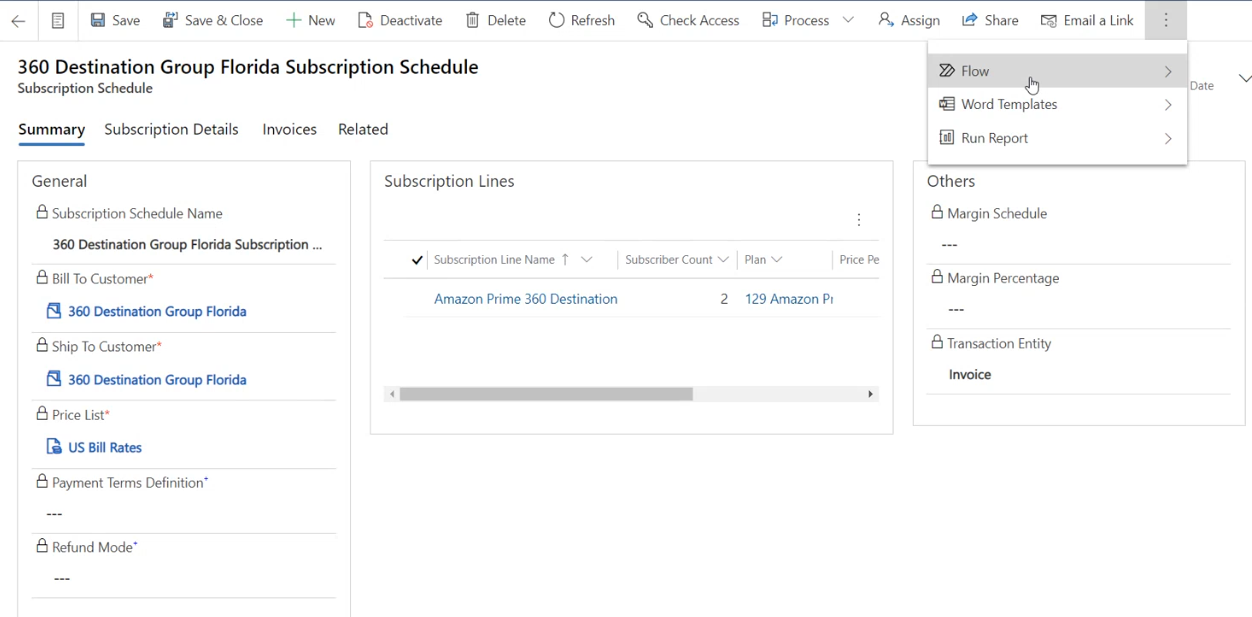 Save Save & Close New Deactivate Delete Refresh Check Access Process Assign Share Email a Link
360 Destination Group Florida Subscription Schedule
Subscription Schedule
Flow
Date
Word Templates
Run Report
Summary Subscription Details Invoices Related
General
Subscription Schedule Name
360 Destination Group Florida Subscription ...
Bill To Customer*
360 Destination Group Florida
Ship To Customer*
360 Destination Group Florida
Price List*
US Bill Rates
Payment Terms Definition+
---
Refund Mode+
---
Subscription Lines
Subscription Line Name Subscriber Count Plan Price Pe
Amazon Prime 360 Destination 2 129 Amazon Pr
Others
Margin Schedule
---
Margin Percentage
---
Transaction Entity
Invoice